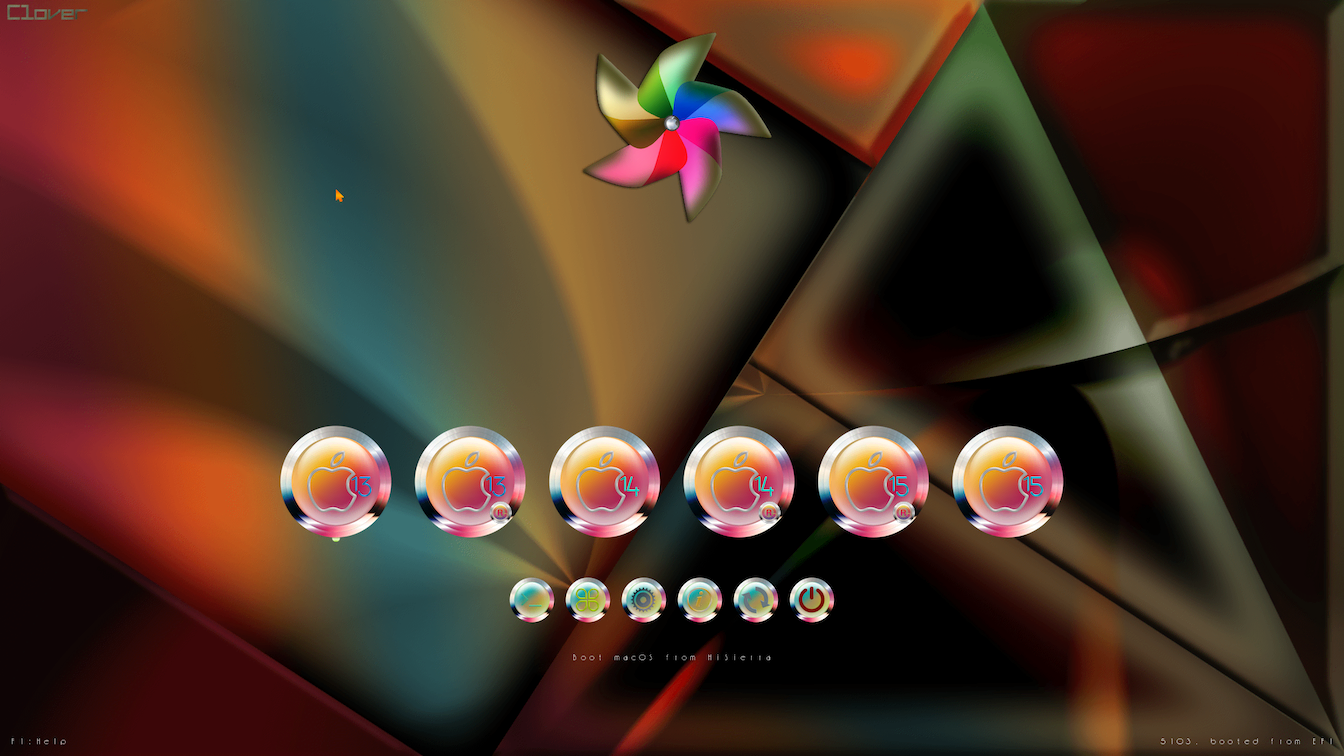 Clover
13 13 14 14 15 15
R R R
Boot macOS from HiSierra
F1:Help
5103, booted from EFI